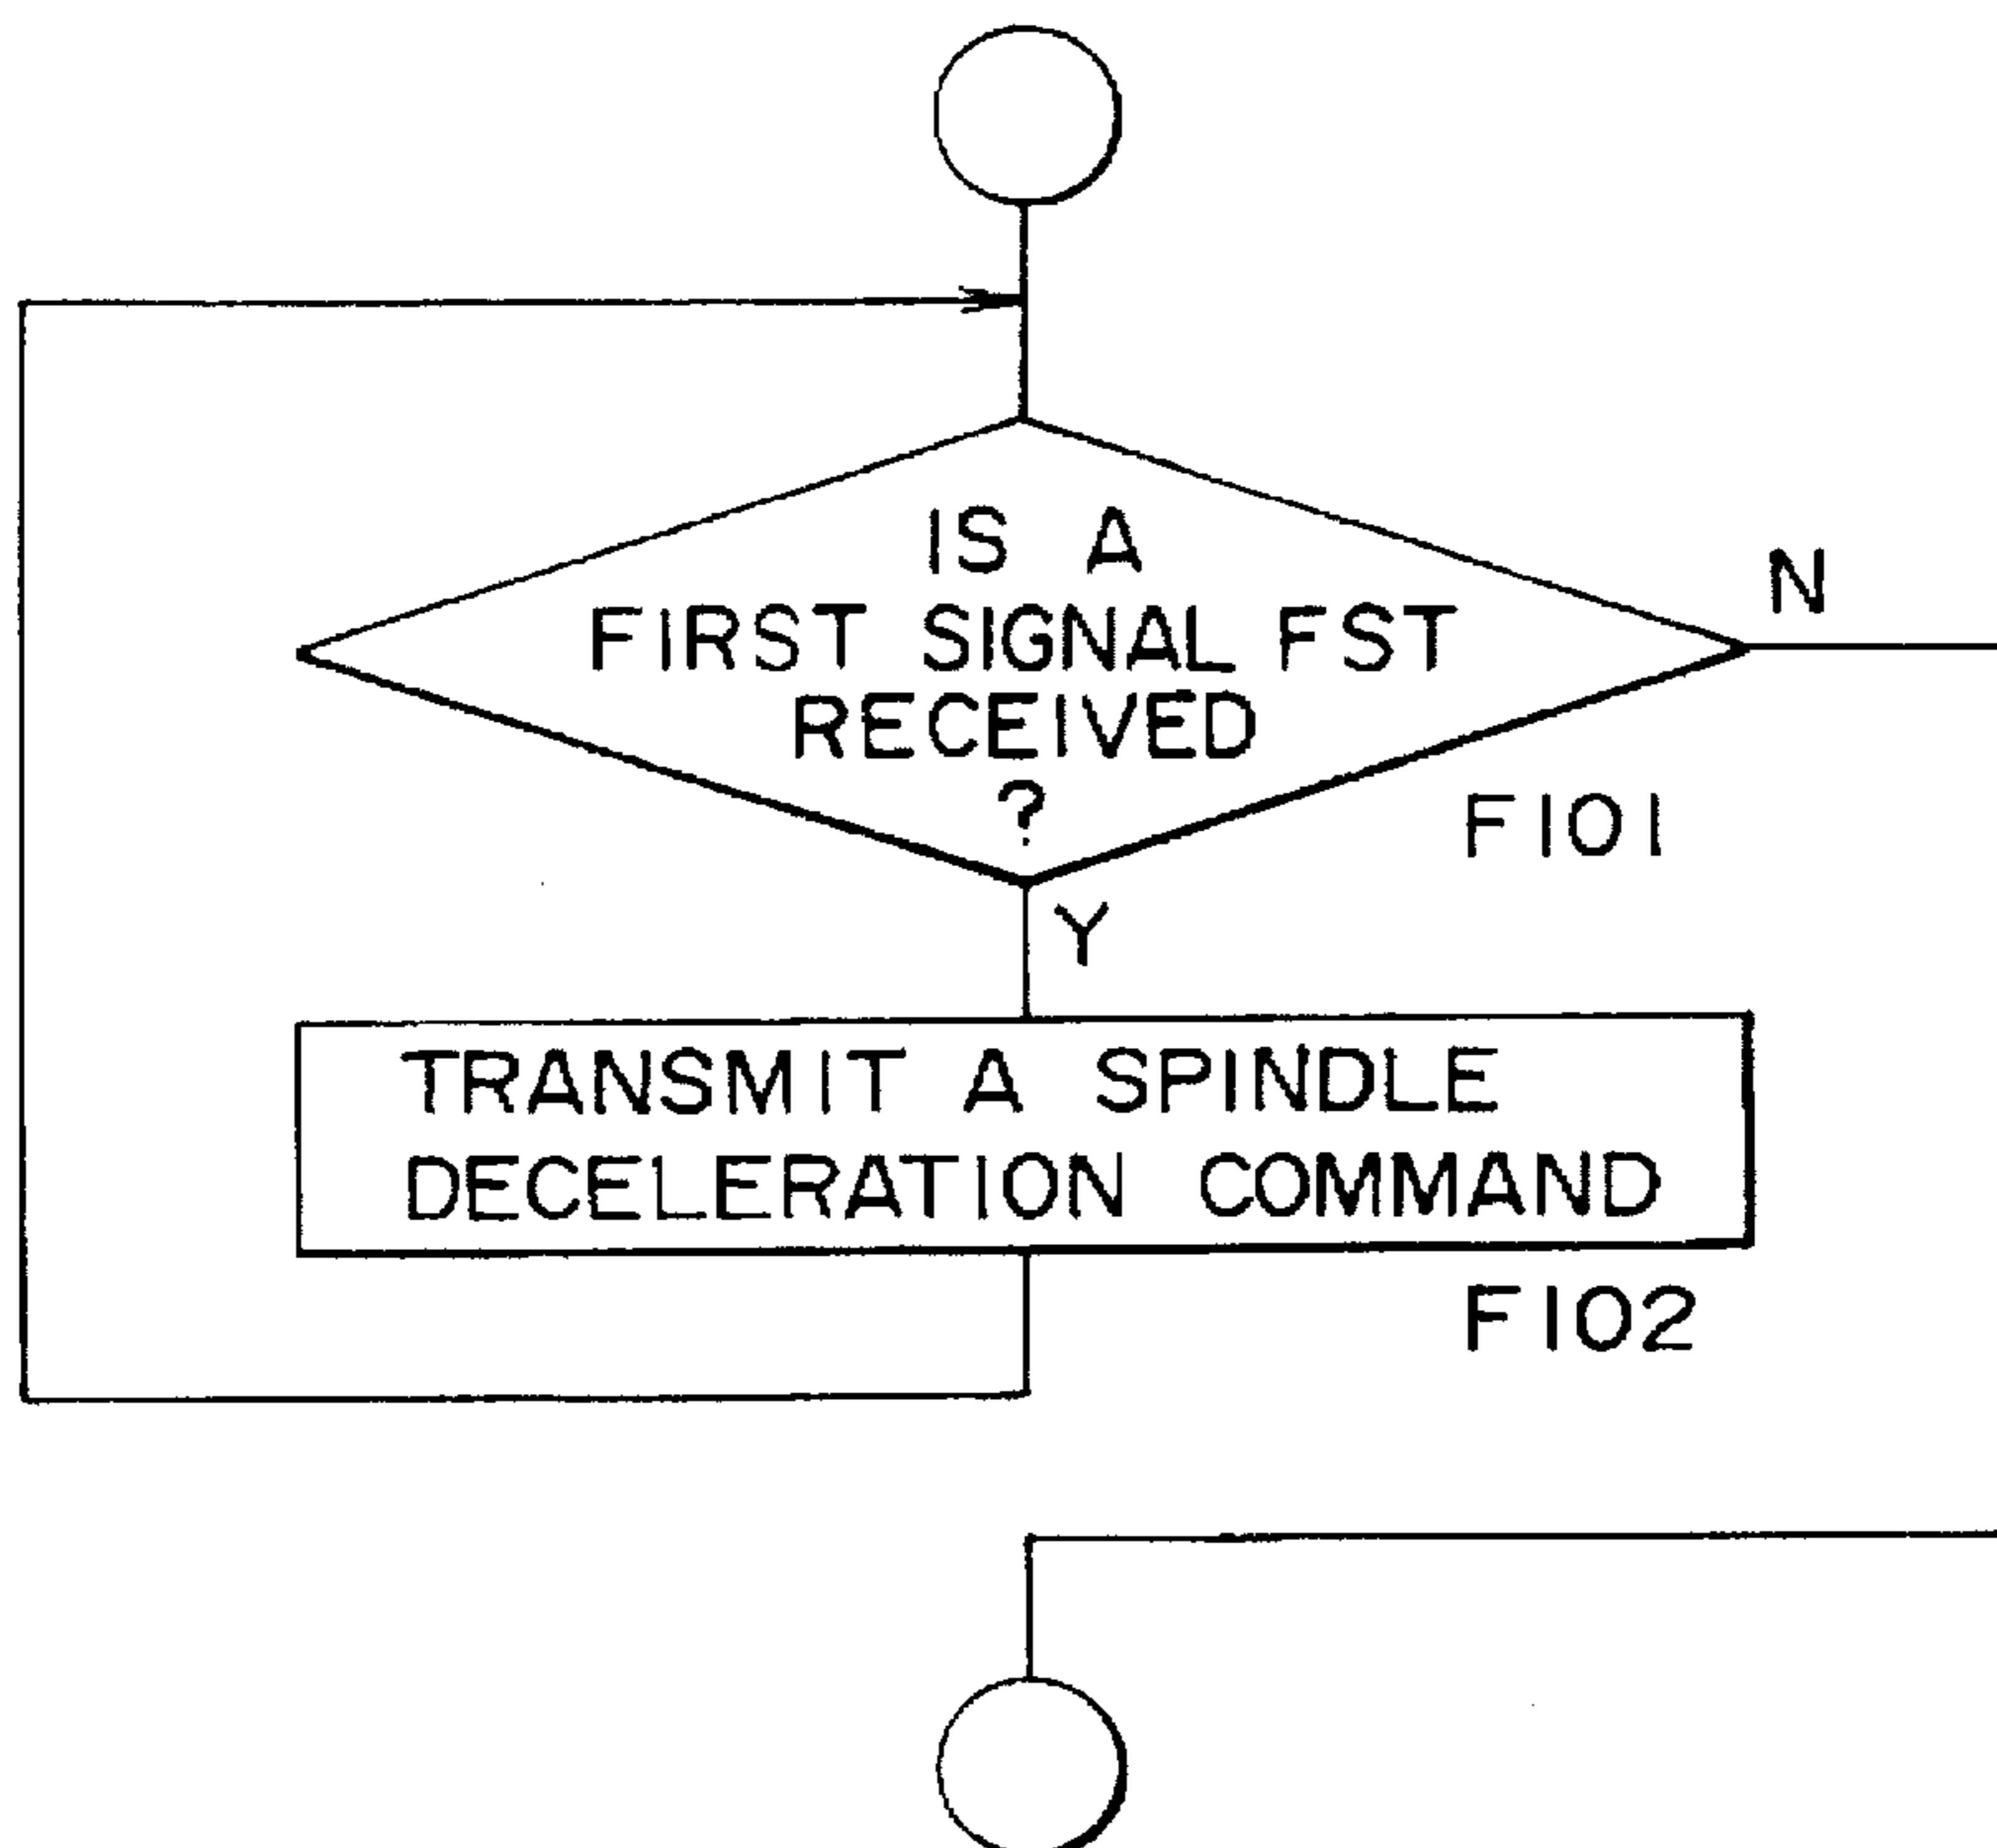 IS A
FIRST SIGNAL FST
RECEIVED
?
N
F101
Y
TRANSMIT A SPINDLE
DECELERATION COMMAND
F102